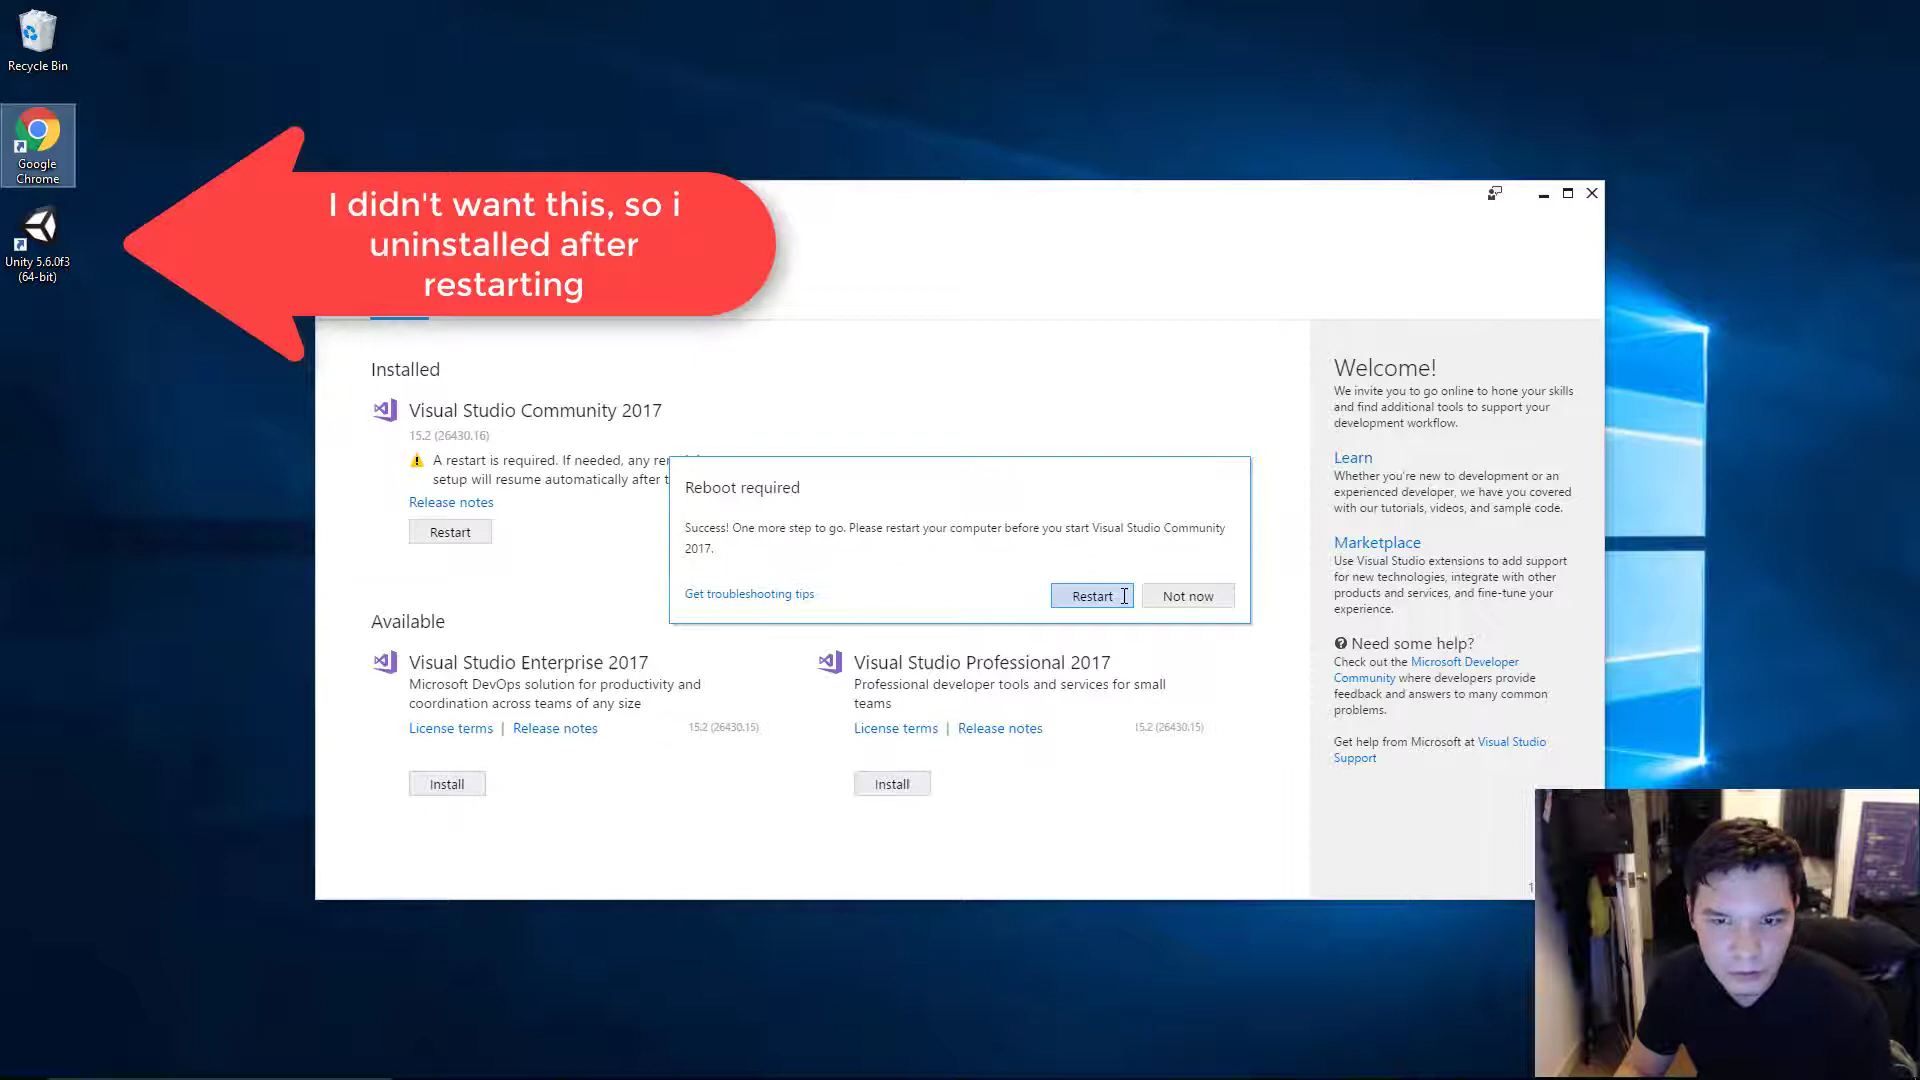 Recycle Bin
Google
Chrome
Unity 5.6.0f3
(64-bit)
I didn't want this, so i
uninstalled after
restarting
Installed
Visual Studio Community 2017
15.2 (26430.16)
A restart is required. If needed, any
setup will resume automatically after
Release notes
Restart
Reboot required
Success! One more step to go. Please restart your computer before you start Visual Studio Community
2017.
Get troubleshooting tips
Restart
Not now
Available
Visual Studio Enterprise 2017
Microsoft DevOps solution for productivity and
coordination across teams of any size
License terms | Release notes
15.2 (26430.15)
Install
Visual Studio Professional 2017
Professional developer tools and services for small
teams
License terms | Release notes
15.2 (26430.15)
Install
Welcome!
We invite you to go online to hone your skills
and find additional tools to support your
development workflow.
Learn
Whether you're new to development or an
experienced developer, we have you covered
with our tutorials, videos, and sample code.
Marketplace
Use Visual Studio extensions to add support
for new technologies, integrate with other
products and services, and fine-tune your
experience.
Need some help?
Check out the Microsoft Developer
Community where developers provide
feedback and answers to many common
problems.
Get help from Microsoft at Visual Studio
Support